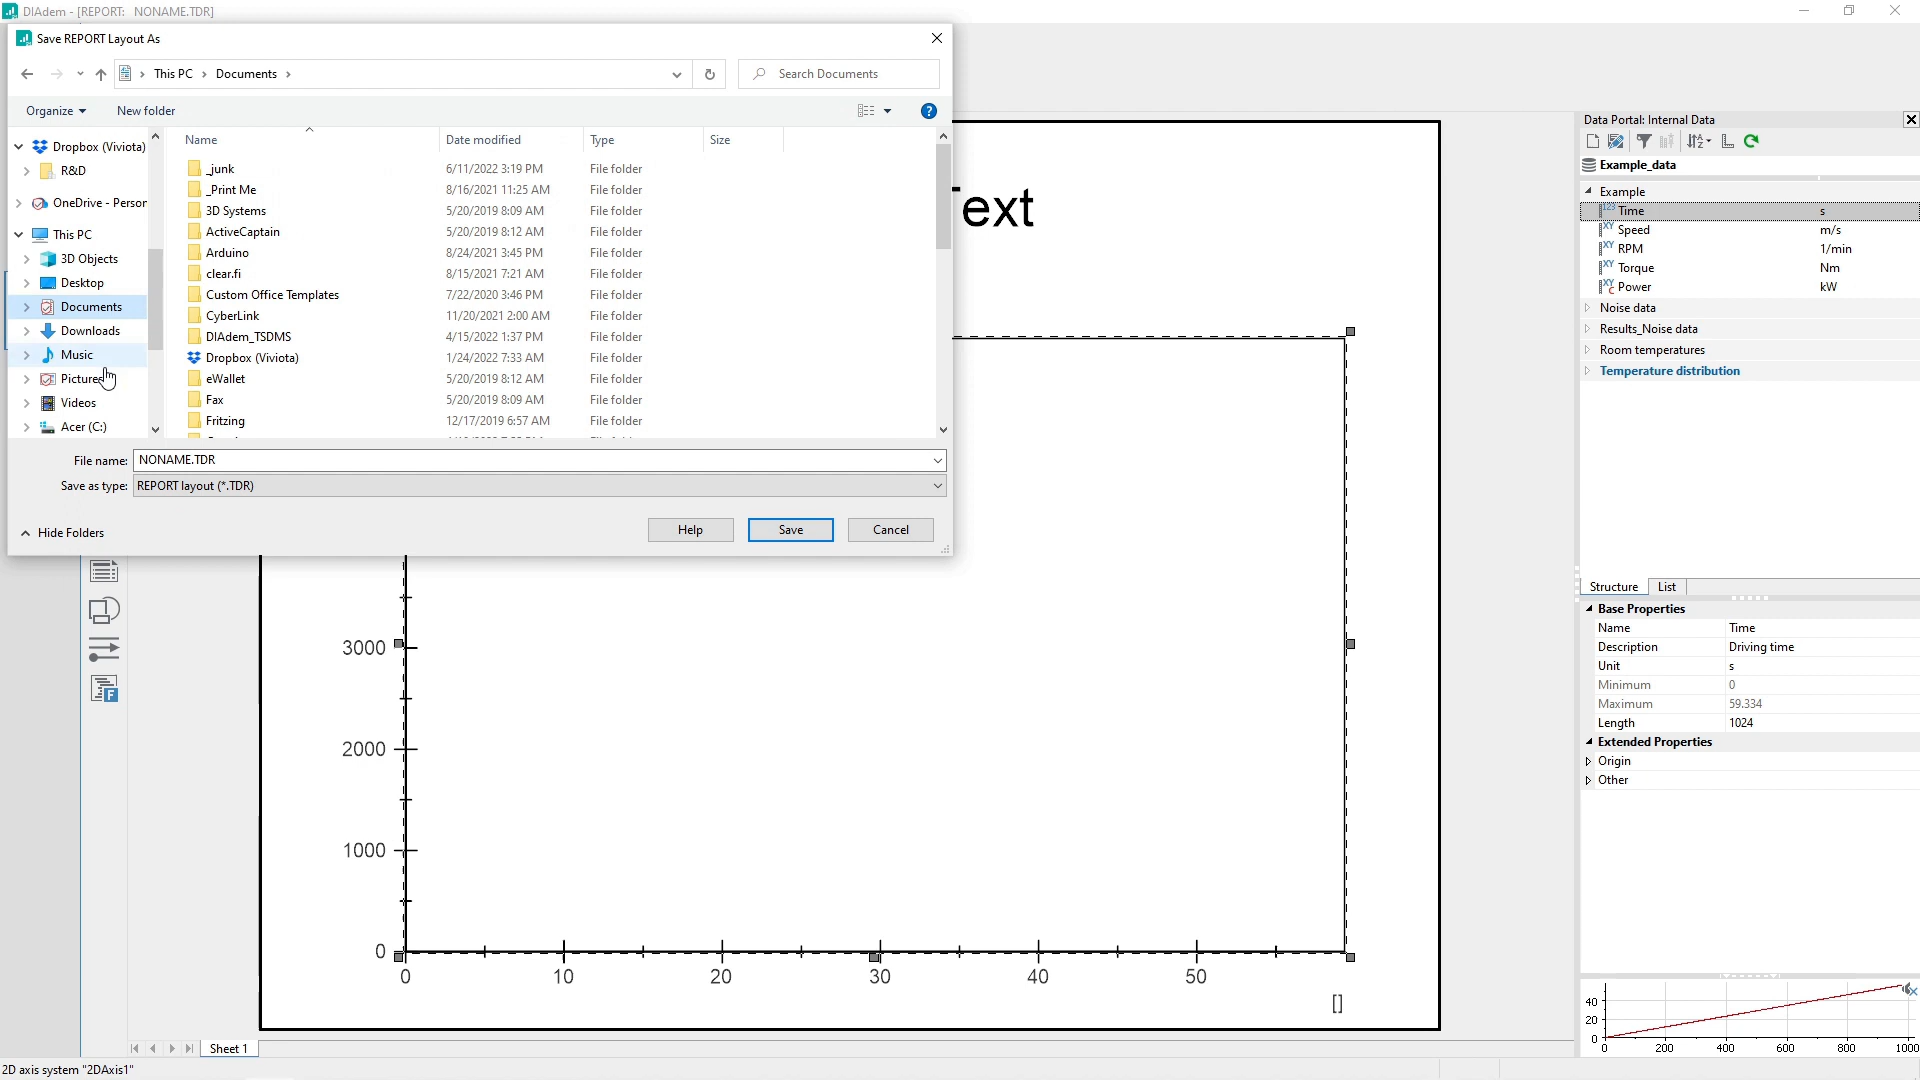 DIAdem - [REPORT:   NONAME.TDR]
Save REPORT Layout As
This PC > Documents >
Search Documents
Organize
New folder
Name
Date modified
Type
Size
Dropbox (Viviota)
R&D
OneDrive - Person
This PC
3D Objects
Desktop
Documents
Downloads
Music
Pictures
Videos
Acer (C:)
_junk 6/11/2022 3:19 PM File folder
_Print Me 8/16/2021 11:25 AM File folder
3D Systems 5/20/2019 8:09 AM File folder
ActiveCaptain 5/20/2019 8:12 AM File folder
Arduino 8/24/2021 3:45 PM File folder
clear.fi 8/15/2021 7:21 AM File folder
Custom Office Templates 7/22/2020 3:46 PM File folder
CyberLink 11/20/2021 2:00 AM File folder
DIAdem_TSDMS 4/15/2022 1:37 PM File folder
Dropbox (Viviota) 1/24/2022 7:33 AM File folder
eWallet 5/20/2019 8:12 AM File folder
Fax 5/20/2019 8:09 AM File folder
Fritzing 12/17/2019 6:57 AM File folder
File name: NONAME.TDR
Save as type: REPORT layout (*.TDR)
Hide Folders
Help
Save
Cancel
Text
3000
2000
1000
0
0 10 20 30 40 50
[]
Sheet 1
2D axis system "2DAxis1"
Data Portal: Internal Data
Example_data
Example
Time s
Speed m/s
RPM 1/min
Torque Nm
Power kW
Noise data
Results_Noise data
Room temperatures
Temperature distribution
Structure
List
Base Properties
Name Time
Description Driving time
Unit s
Minimum 0
Maximum 59.334
Length 1024
Extended Properties
Origin
Other
40
20
0
0 200 400 600 800 1000